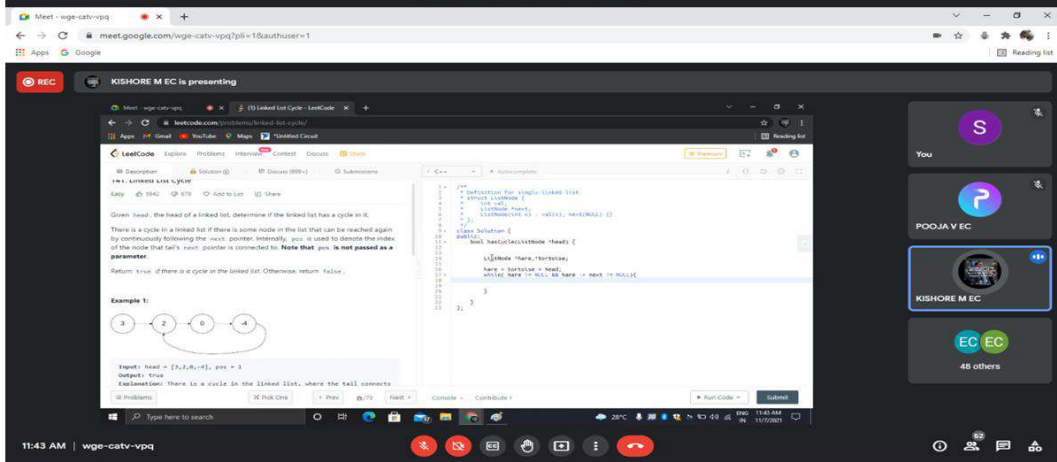 Meet - wge-catv-vpq
meet.google.com/wge-catv-vpq?pli=1&authuser=1
Apps Google Reading list
REC KISHORE M EC is presenting
Meet - wge-catv-vpq (1) Linked List Cycle - LeetCode
leetcode.com/problems/linked-list-cycle/
Apps Gmail YouTube Maps *Untitled Circuit Reading list
LeetCode Explore Problems Interview Contest Discuss Store Premium
Description Solution Discuss (999+) Submissions C++ Autocomplete
141. Linked List Cycle
Easy 5942 Add to List Share
Given head, the head of a linked list, determine if the linked list has a cycle in it.
There is a cycle in a linked list if there is some node in the list that can be reached again
by continuously following the next pointer. Internally, pos is used to denote the index
of the node that tail's next pointer is connected to. Note that pos is not passed as a
parameter.
Return true if there is a cycle in the linked list. Otherwise, return false.
Example 1:
3 2 0 -4
Input: head = [3,2,0,-4], pos = 1
Output: true
Explanation: There is a cycle in the linked list, where the tail connects
/**
* Definition for singly-linked list.
* struct ListNode {
* int val;
* ListNode *next;
* ListNode(int x) : val(x), next(NULL) {}
* };
*/
class Solution {
public:
bool hasCycle(ListNode *head) {
ListNode *hare,*tortoise;
hare = tortoise = head;
while( hare != NULL && hare -> next != NULL){
}
}
};
Problems Pick One Prev /73 Next Console Contribute Run Code Submit
Type here to search 28°C ENG IN 11:43 AM 11/7/2021
S
You
P
POOJA V EC
KISHORE M EC
EC EC
48 others
11:43 AM | wge-catv-vpq 52